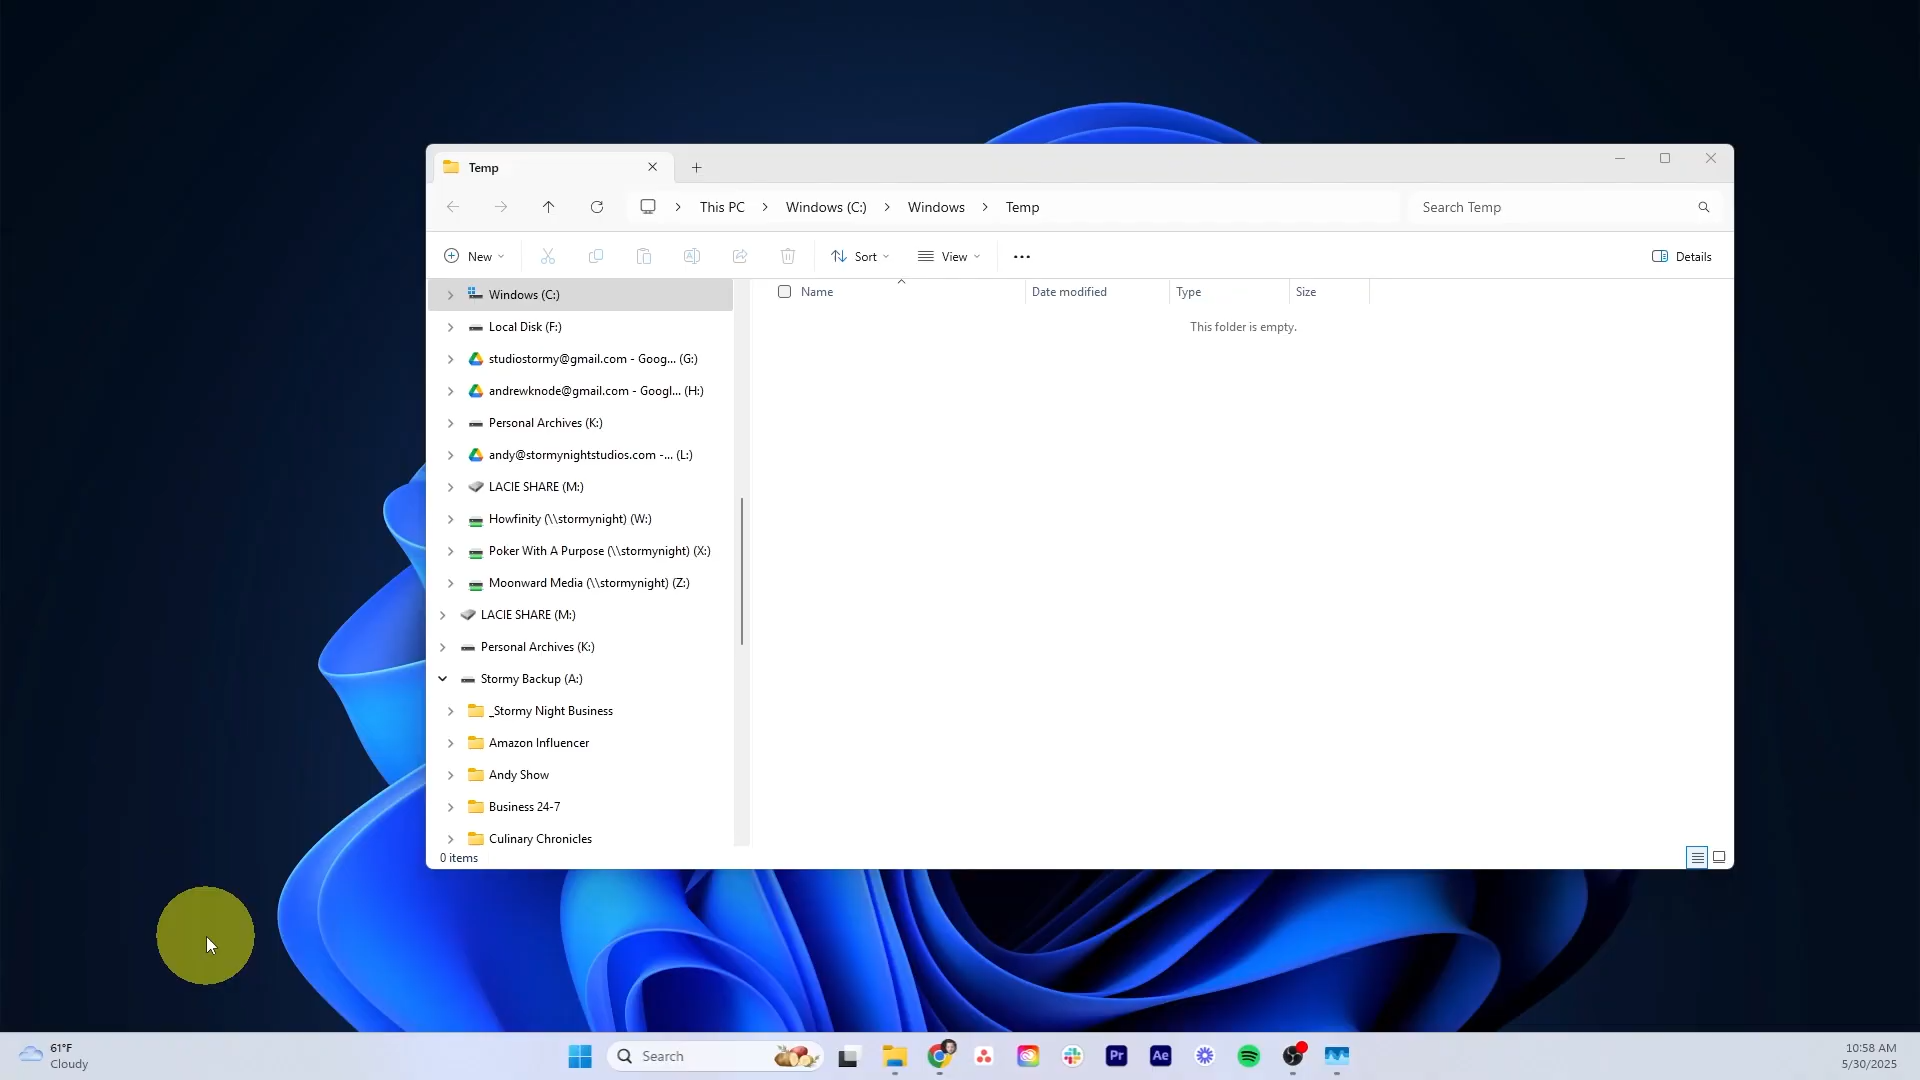 Temp
This PC > Windows (C:) > Windows > Temp
Search Temp
New
Sort
View
Details
Windows (C:)
Local Disk (F:)
studiostormy@gmail.com - Goog... (G:)
andrewknode@gmail.com - Googl... (H:)
Personal Archives (K:)
andy@stormynightstudios.com -... (L:)
LACIE SHARE (M:)
Howfinity (\\stormynight) (W:)
Poker With A Purpose (\\stormynight) (X:)
Moonward Media (\\stormynight) (Z:)
LACIE SHARE (M:)
Personal Archives (K:)
Stormy Backup (A:)
_Stormy Night Business
Amazon Influencer
Andy Show
Business 24-7
Culinary Chronicles
Name Date modified Type Size
This folder is empty.
0 items
61°F
Cloudy
Search
Pr
Ae
10:58 AM
5/30/2025